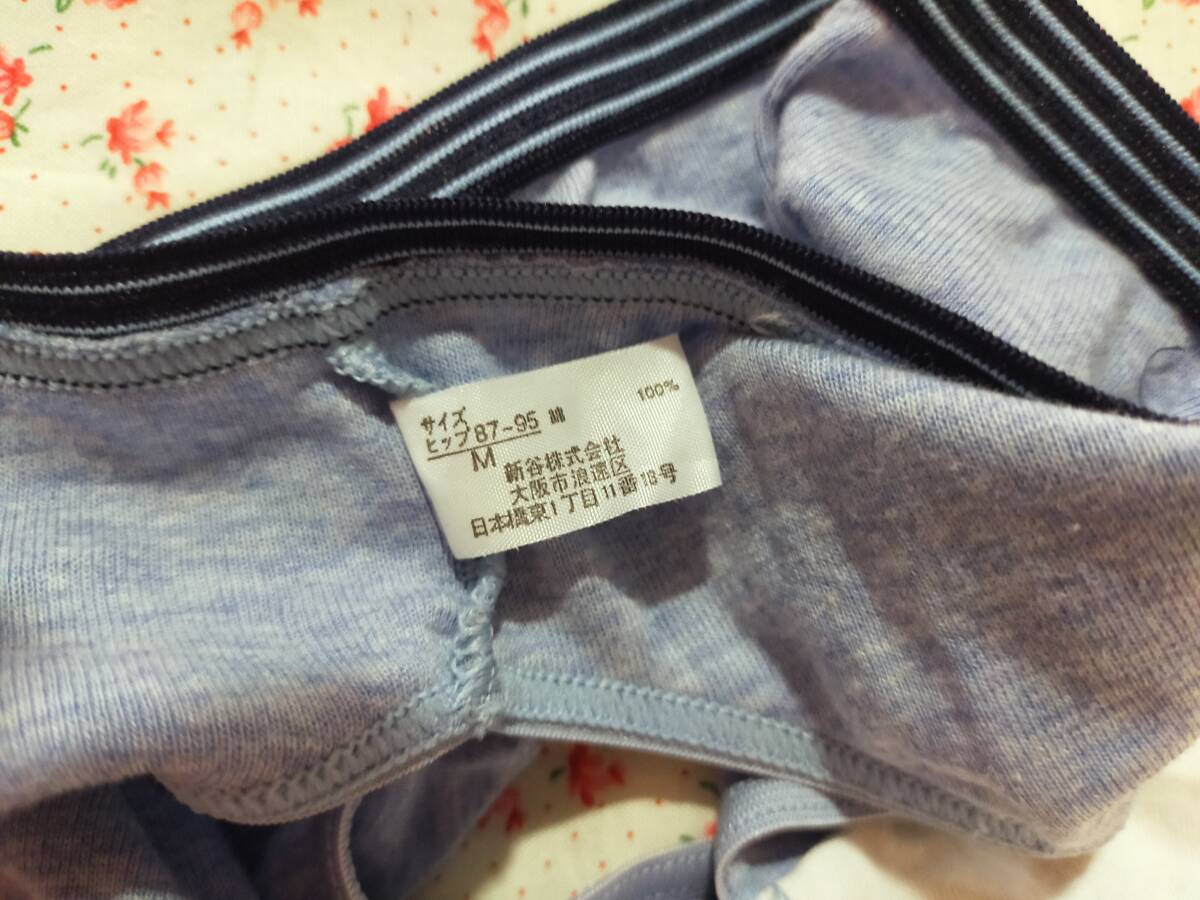 サイズ
ヒップ87-95 綿 100%
M
新谷株式会社
大阪市浪速区
日本橋東1丁目11番18号